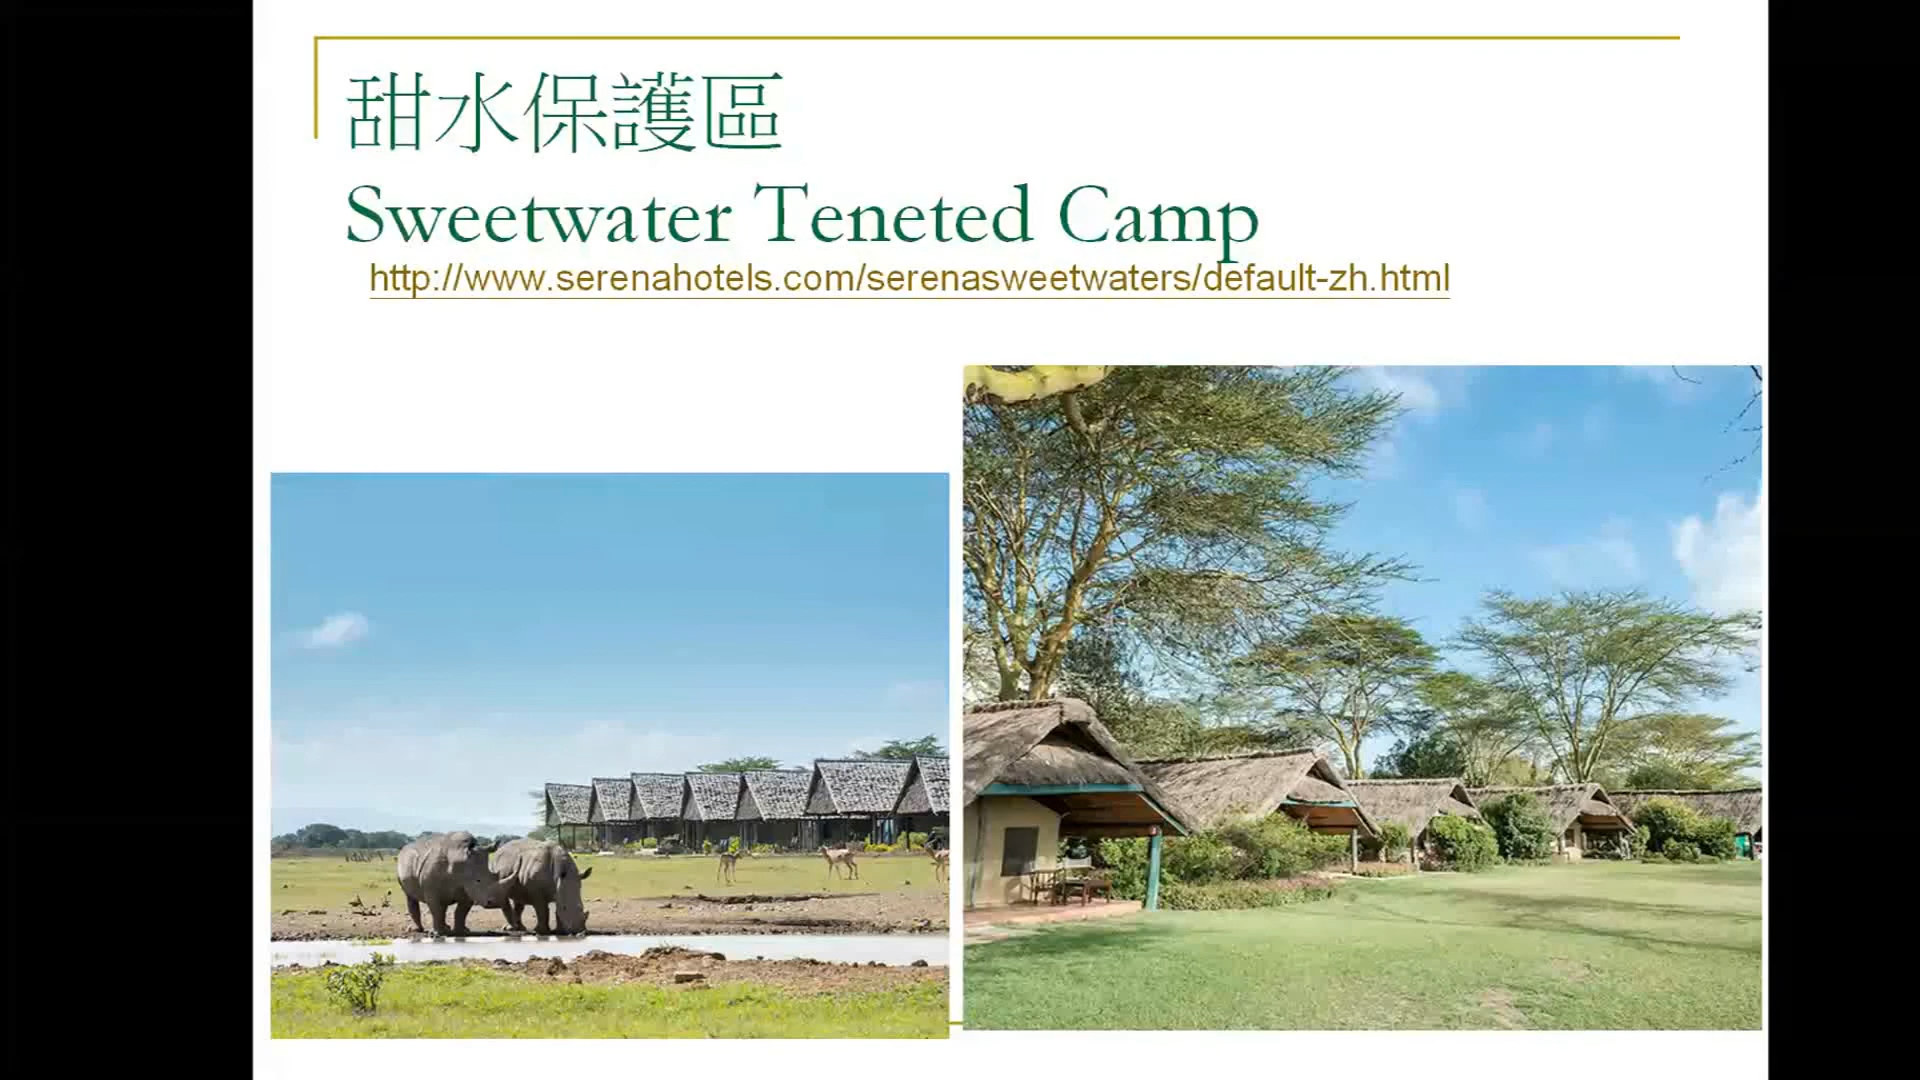 甜水保護區
Sweetwater Teneted Camp
http://www.serenahotels.com/serenasweetwaters/default-zh.html